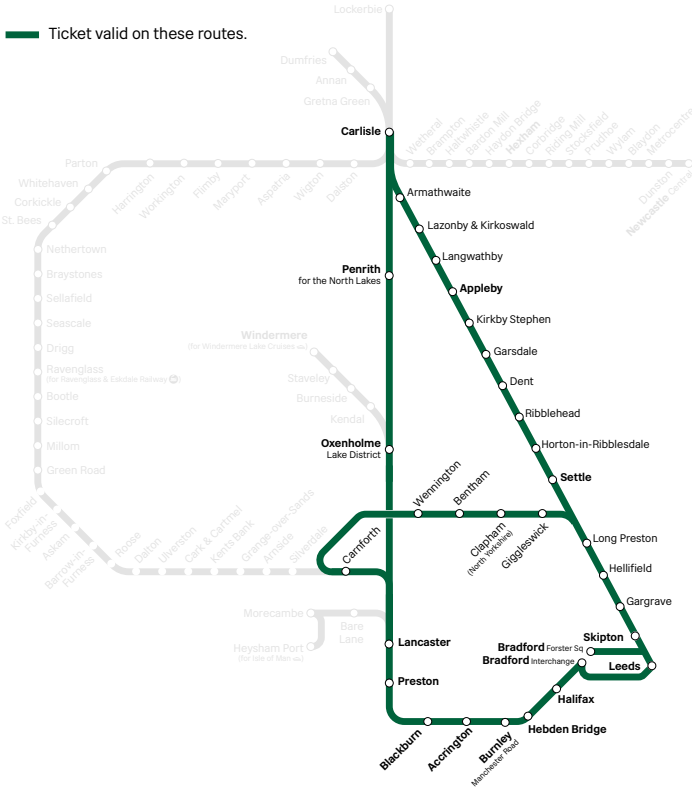 Lockerbie
Ticket valid on these routes.
Dumfries
Annan
Gretna Green
Carlisle
Wetheral
Brampton
Haltwhistle
Bardon Mill
Haydon Bridge
Hexham
Corbridge
Riding Mill
Stocksfield
Prudhoe
Wylam
Blaydon
Metrocentre
Dunston
Newcastle Central
Parton
Harrington
Workington
Flimby
Maryport
Aspatria
Wigton
Dalston
Whitehaven
Corkickle
St. Bees
Nethertown
Braystones
Sellafield
Seascale
Drigg
Ravenglass
(for Ravenglass & Eskdale Railway)
Bootle
Silecroft
Millom
Green Road
Foxfield
Kirkby-in-
Furness
Askam
Barrow-in-
Furness
Roose
Dalton
Ulverston
Cark & Cartmel
Kents Bank
Grange-over-Sands
Arnside
Silverdale
Armathwaite
Lazonby & Kirkoswald
Langwathby
Penrith
for the North Lakes
Appleby
Kirkby Stephen
Garsdale
Dent
Ribblehead
Horton-in-Ribblesdale
Settle
Windermere
(for Windermere Lake Cruises)
Staveley
Burneside
Kendal
Oxenholme
Lake District
Wennington
Bentham
Clapham
(North Yorkshire)
Giggleswick
Carnforth
Long Preston
Hellifield
Gargrave
Skipton
Morecambe
Bare
Lane
Heysham Port
(for Isle of Man)
Lancaster
Preston
Bradford Forster Sq
Bradford Interchange
Leeds
Halifax
Hebden Bridge
Blackburn
Accrington
Burnley
Manchester Road